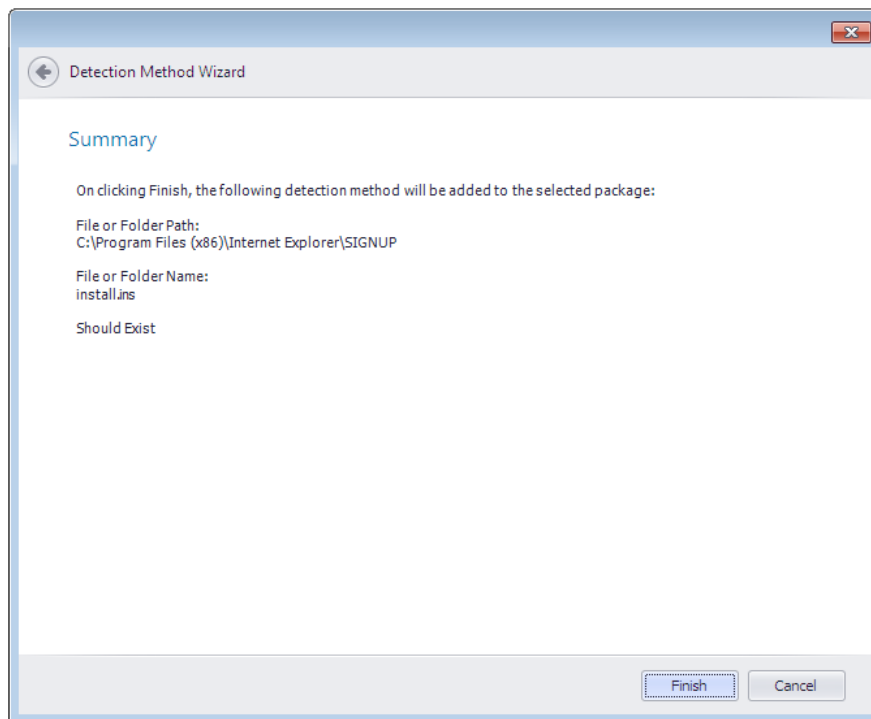 Detection Method Wizard
Summary
On clicking Finish, the following detection method will be added to the selected package:
File or Folder Path:
C:\Program Files (x86)\Internet Explorer\SIGNUP
File or Folder Name:
install.ins
Should Exist
Finish
Cancel